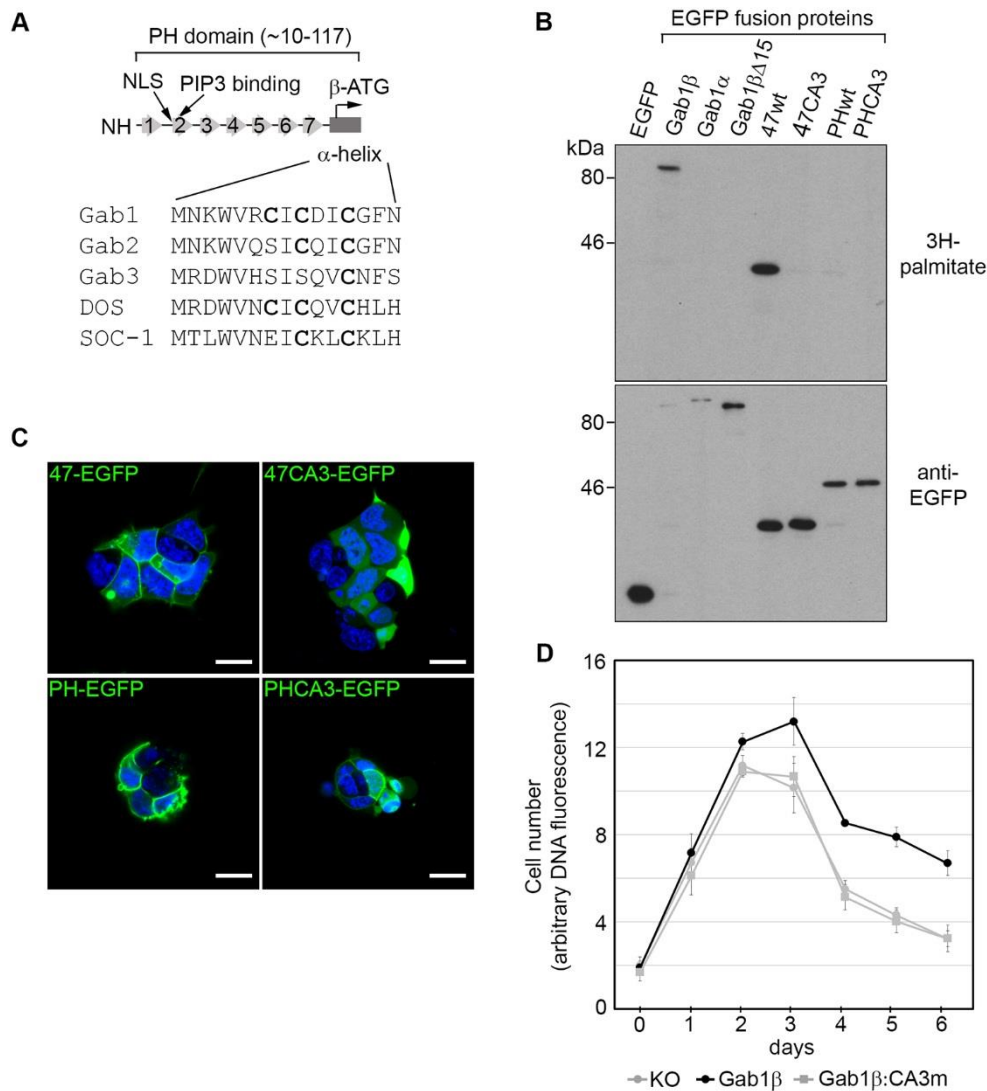 A
PH domain (~10-117)
NLS PIP3 binding
β-ATG
NH 1 2 3 4 5 6 7
α-helix
Gab1 MNKWVRCICDICGFN
Gab2 MNKWVQSICQICGFN
Gab3 MRDWVHSISQVCNFS
DOS MRDWVNCICQVCHLH
SOC-1 MTLWVNEICKLCKLH
B
EGFP fusion proteins
EGFP Gab1β Gab1α Gab1βΔ15 47wt 47CA3 PHwt PHCA3
kDa
80
46
3H-
palmitate
80
46
anti-
EGFP
C
47-EGFP 47CA3-EGFP
PH-EGFP PHCA3-EGFP
D
Cell number
(arbitrary DNA fluorescence)
16
12
8
4
0
0 1 2 3 4 5 6
days
KO Gab1β Gab1β:CA3m